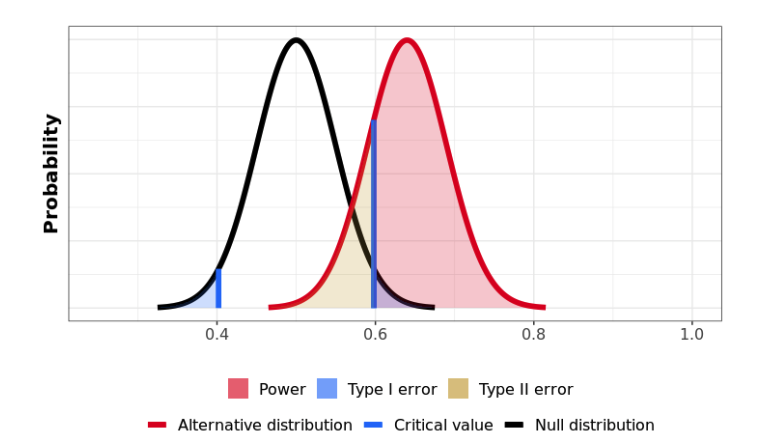 Probability
0.4 0.6 0.8 1.0
Power Type I error Type II error
Alternative distribution Critical value Null distribution